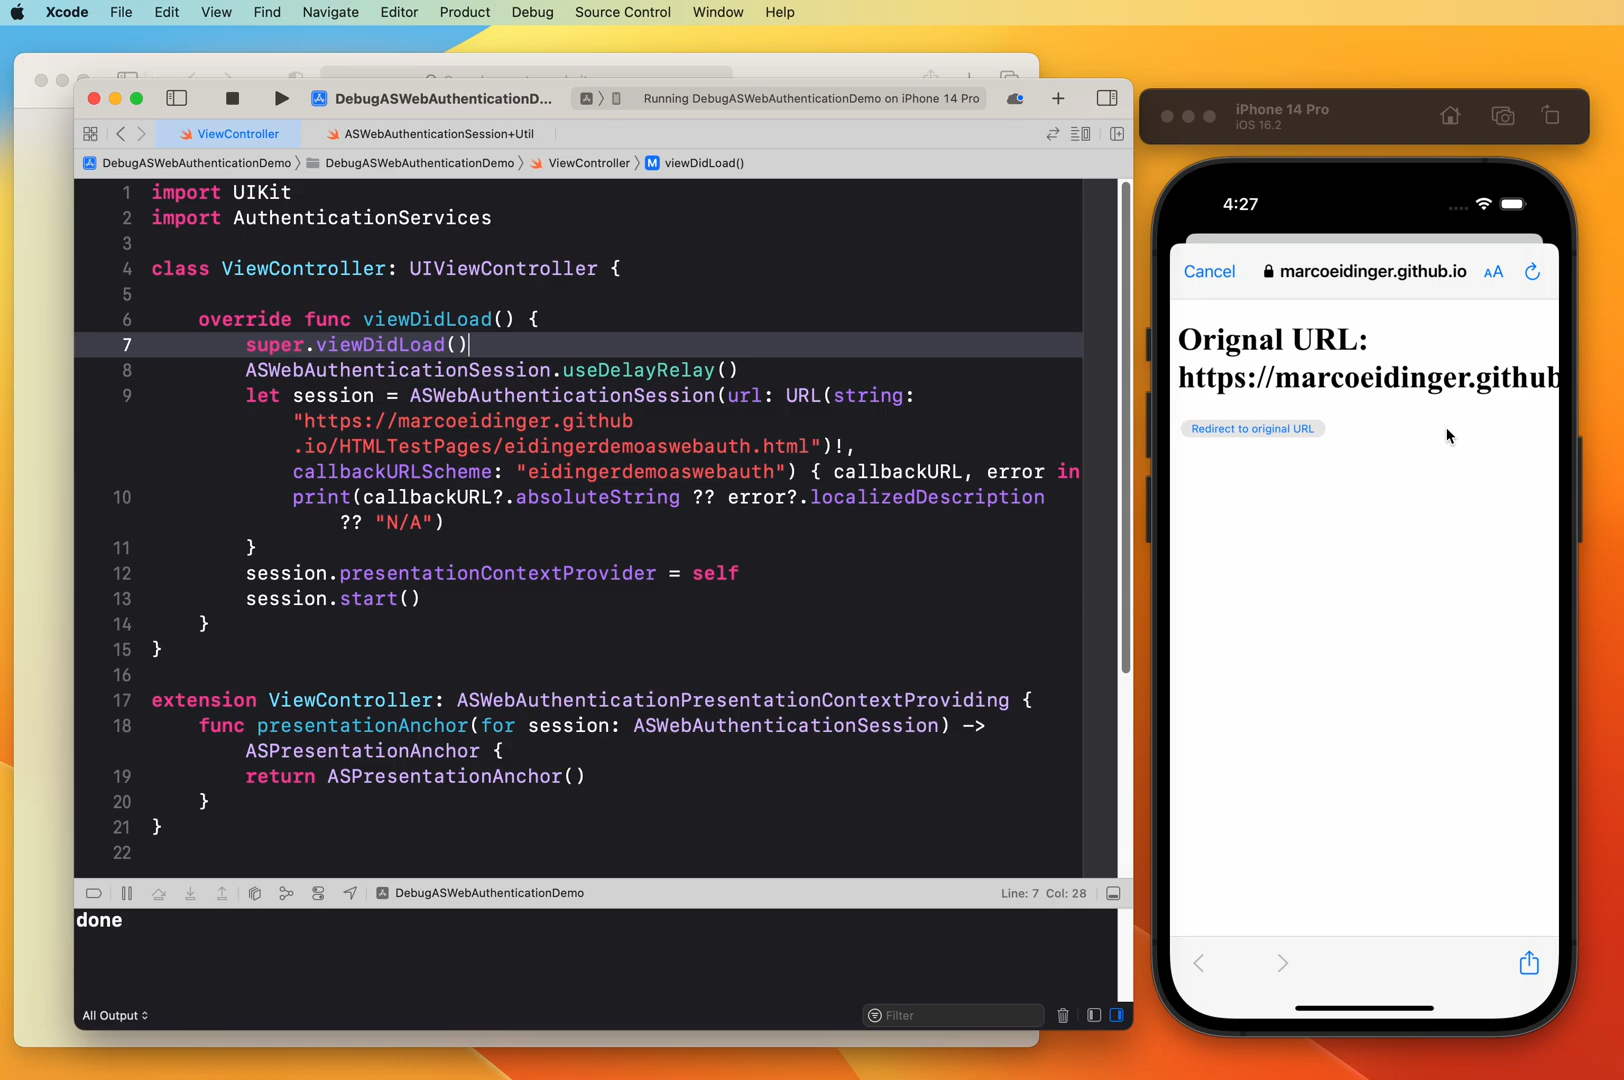 Xcode File Edit View Find Navigate Editor Product Debug Source Control Window Help
DebugASWebAuthenticationD... Running DebugASWebAuthenticationDemo on iPhone 14 Pro
ViewController ASWebAuthenticationSession+Util
DebugASWebAuthenticationDemo DebugASWebAuthenticationDemo ViewController M viewDidLoad()
1 import UIKit
2 import AuthenticationServices
3
4 class ViewController: UIViewController {
5
6 override func viewDidLoad() {
7 super.viewDidLoad()
8 ASWebAuthenticationSession.useDelayRelay()
9 let session = ASWebAuthenticationSession(url: URL(string:
"https://marcoeidinger.github
.io/HTMLTestPages/eidingerdemoaswebauth.html")!,
callbackURLScheme: "eidingerdemoaswebauth") { callbackURL, error in
10 print(callbackURL?.absoluteString ?? error?.localizedDescription
?? "N/A")
11 }
12 session.presentationContextProvider = self
13 session.start()
14 }
15 }
16
17 extension ViewController: ASWebAuthenticationPresentationContextProviding {
18 func presentationAnchor(for session: ASWebAuthenticationSession) ->
ASPresentationAnchor {
19 return ASPresentationAnchor()
20 }
21 }
22
DebugASWebAuthenticationDemo Line: 7 Col: 28
done
All Output Filter
iPhone 14 Pro
iOS 16.2
4:27
Cancel marcoeidinger.github.io AA
Orignal URL:
https://marcoeidinger.github
Redirect to original URL